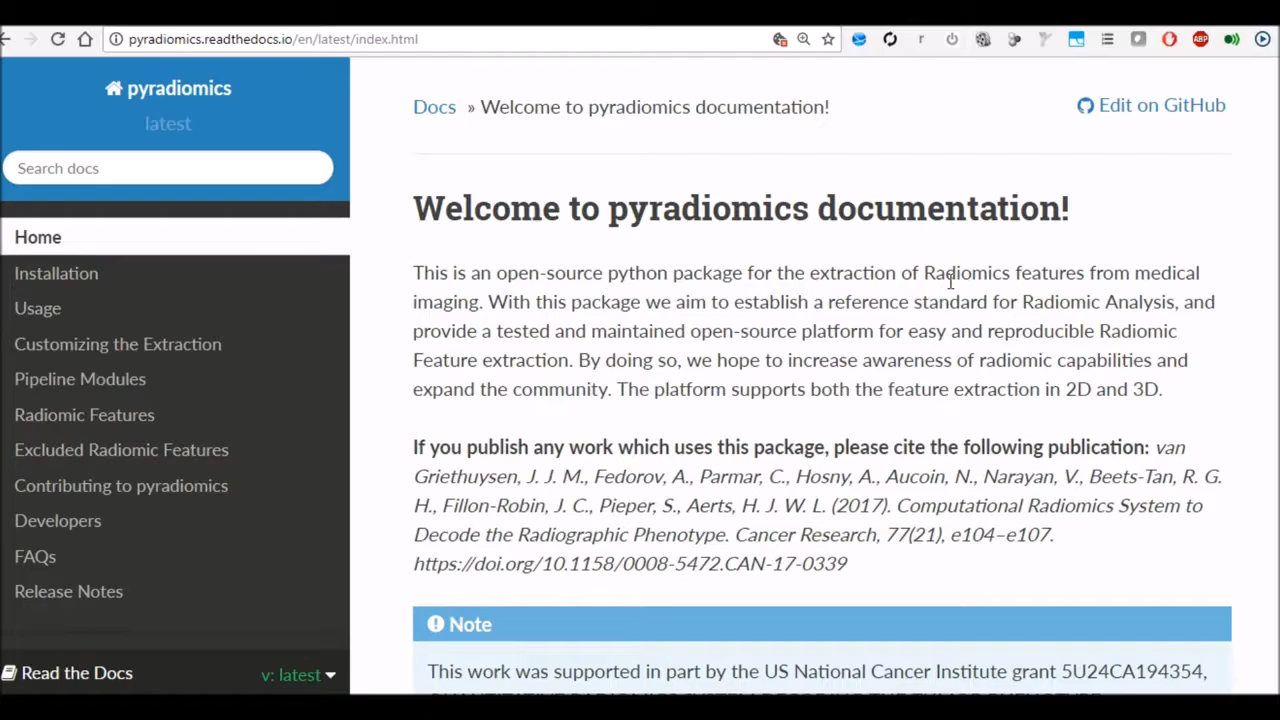 pyradiomics.readthedocs.io/en/latest/index.html
r
ABP
pyradiomics
latest
Search docs
Home
Installation
Usage
Customizing the Extraction
Pipeline Modules
Radiomic Features
Excluded Radiomic Features
Contributing to pyradiomics
Developers
FAQs
Release Notes
Read the Docs
v: latest
Docs » Welcome to pyradiomics documentation!
Edit on GitHub
Welcome to pyradiomics documentation!
This is an open-source python package for the extraction of Radiomics features from medical
imaging. With this package we aim to establish a reference standard for Radiomic Analysis, and
provide a tested and maintained open-source platform for easy and reproducible Radiomic
Feature extraction. By doing so, we hope to increase awareness of radiomic capabilities and
expand the community. The platform supports both the feature extraction in 2D and 3D.
If you publish any work which uses this package, please cite the following publication: van
Griethuysen, J. J. M., Fedorov, A., Parmar, C., Hosny, A., Aucoin, N., Narayan, V., Beets-Tan, R. G.
H., Fillon-Robin, J. C., Pieper, S., Aerts, H. J. W. L. (2017). Computational Radiomics System to
Decode the Radiographic Phenotype. Cancer Research, 77(21), e104–e107.
https://doi.org/10.1158/0008-5472.CAN-17-0339
Note
This work was supported in part by the US National Cancer Institute grant 5U24CA194354,